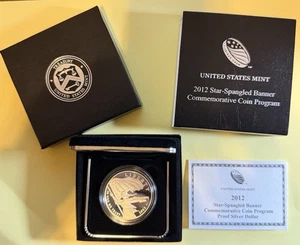 UNITED STATES MINT
2012 Star-Spangled Banner
Commemorative Coin Program
LIBERTY
2012
Star-Spangled Banner
Commemorative Coin Program
Proof Silver Dollar